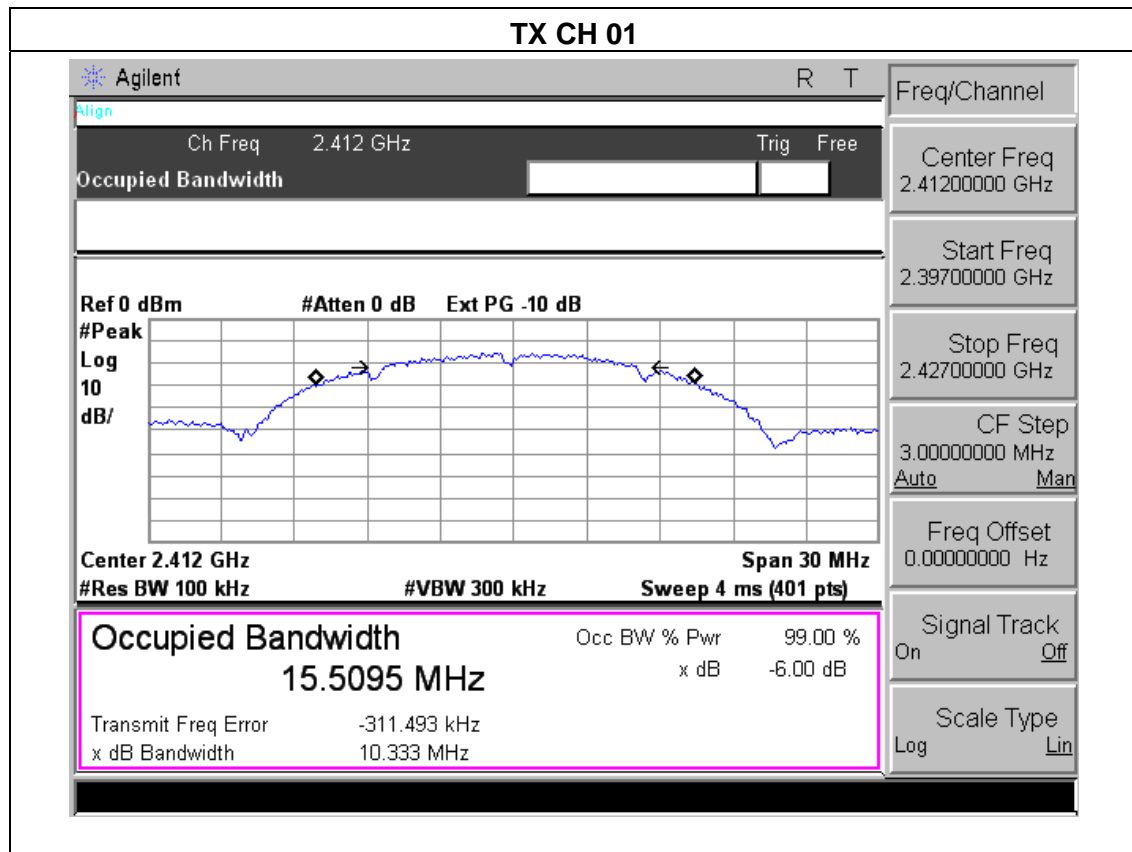 TX CH 01
Agilent R T
Align
Ch Freq 2.412 GHz Trig Free
Occupied Bandwidth
Ref 0 dBm #Atten 0 dB Ext PG -10 dB
#Peak
Log
10
dB/
Center 2.412 GHz Span 30 MHz
#Res BW 100 kHz #VBW 300 kHz Sweep 4 ms (401 pts)
Occupied Bandwidth Occ BW % Pwr 99.00 %
15.5095 MHz x dB -6.00 dB
Transmit Freq Error -311.493 kHz
x dB Bandwidth 10.333 MHz
Freq/Channel
Center Freq
2.41200000 GHz
Start Freq
2.39700000 GHz
Stop Freq
2.42700000 GHz
CF Step
3.00000000 MHz
Auto Man
Freq Offset
0.00000000 Hz
Signal Track
On Off
Scale Type
Log Lin